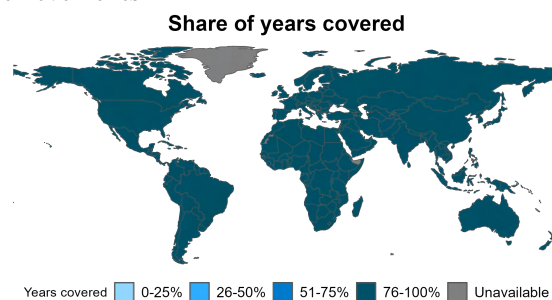 Share of years covered
Years covered 0-25% 26-50% 51-75% 76-100% Unavailable